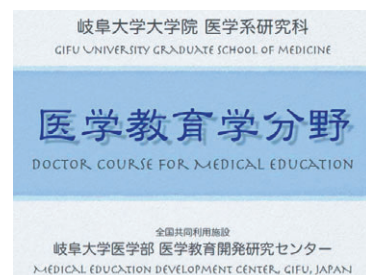 岐阜大学大学院 医学系研究科
GIFU UNIVERSITY GRADUATE SCHOOL OF MEDICINE
医学教育学分野
DOCTOR COURSE FOR MEDICAL EDUCATION
全国共同利用施設
岐阜大学医学部 医学教育開発研究センター
MEDICAL EDUCATION DEVELOPMENT CENTER, GIFU, JAPAN